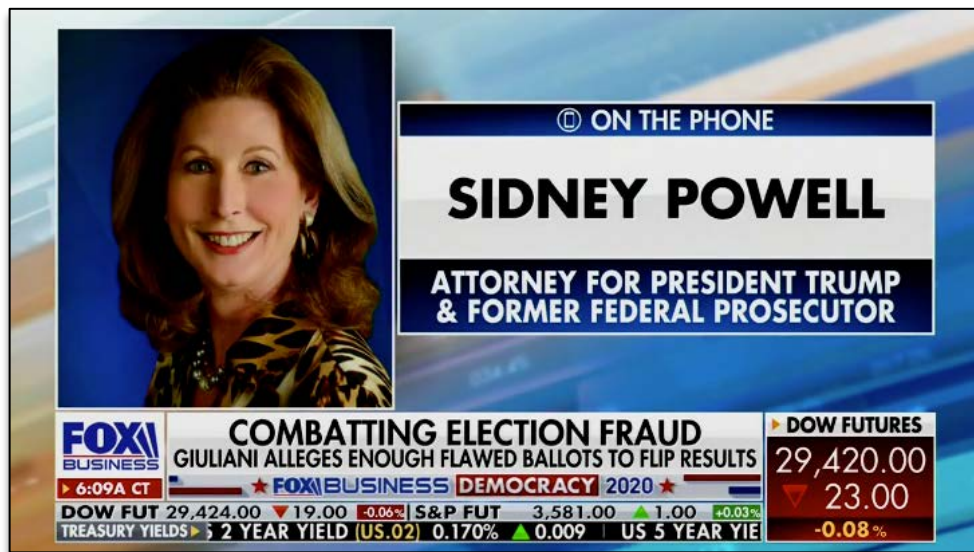 ON THE PHONE
SIDNEY POWELL
ATTORNEY FOR PRESIDENT TRUMP
& FORMER FEDERAL PROSECUTOR
FOX BUSINESS
6:09A CT
COMBATTING ELECTION FRAUD
GIULIANI ALLEGES ENOUGH FLAWED BALLOTS TO FLIP RESULTS
FOX BUSINESS DEMOCRACY 2020
DOW FUTURES
29,420.00
▼ 23.00
-0.08%
DOW FUT 29,424.00 ▼19.00 -0.06% S&P FUT 3,581.00 ▲1.00 +0.03%
TREASURY YIELDS 2 YEAR YIELD (US.02) 0.170% ▲0.009 US 5 YEAR YIE